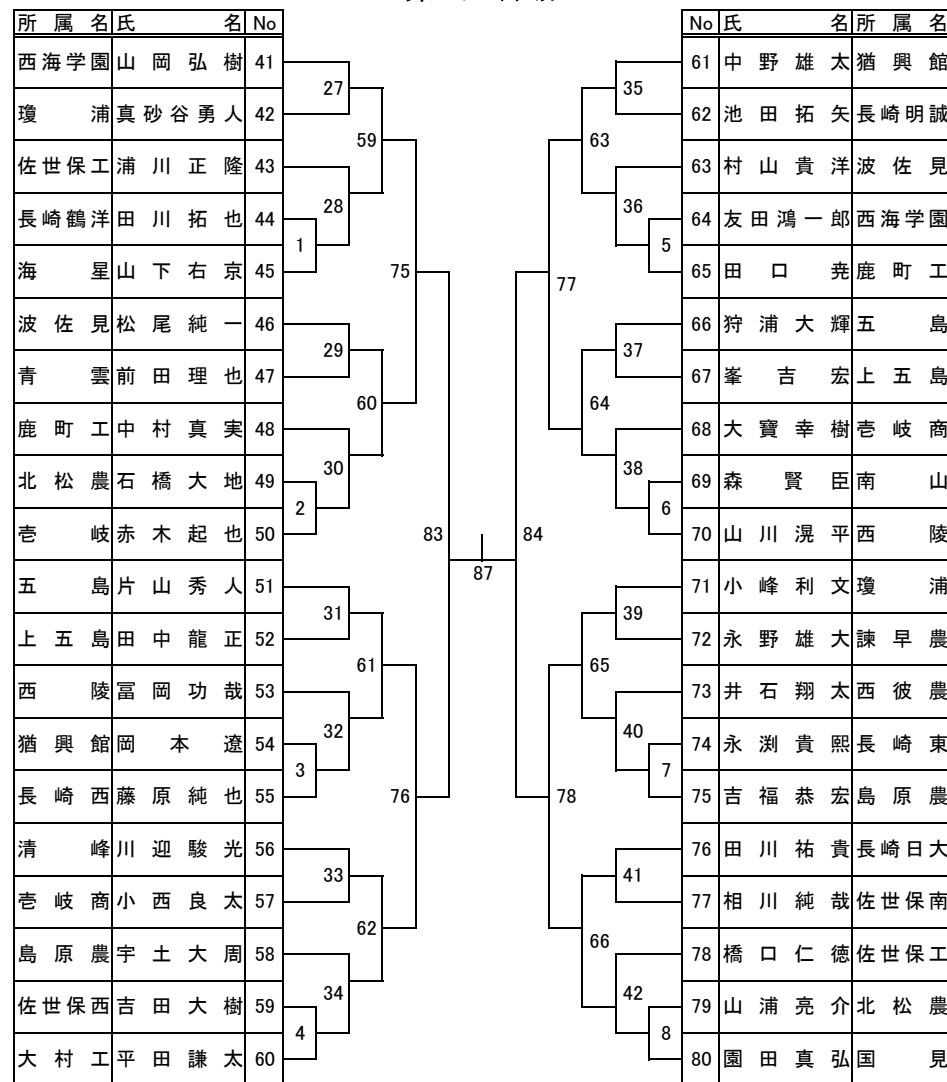 所属名 氏名 No
西海学園 山岡弘樹 41
瓊浦 真砂谷勇人 42
佐世保工 浦川正隆 43
長崎鶴洋 田川拓也 44
海星 山下右京 45
波佐見 松尾純一 46
青雲 前田理也 47
鹿町工 中村真実 48
北松農 石橋大地 49
壱岐 赤木起也 50
五島 片山秀人 51
上五島 田中龍正 52
西陵 冨岡功哉 53
猶興館 岡本遼 54
長崎西 藤原純也 55
清峰 川迎駿光 56
壱岐商 小西良太 57
島原農 宇土大周 58
佐世保西 吉田大樹 59
大村工 平田謙太 60
27
59
28
1
75
29
60
30
2
83
31
61
32
3
76
33
62
34
4
87
35
63
36
5
77
37
64
38
6
84
39
65
40
7
78
41
66
42
8
No 氏名 所属名
61 中野雄太 猶興館
62 池田拓矢 長崎明誠
63 村山貴洋 波佐見
64 友田鴻一郎 西海学園
65 田口尭 鹿町工
66 狩浦大輝 五島
67 峯吉宏 上五島
68 大寶幸樹 壱岐商
69 森賢臣 南山
70 山川滉平 西陵
71 小峰利文 瓊浦
72 永野雄大 諫早農
73 井石翔太 西彼農
74 永渕貴熙 長崎東
75 吉福恭宏 島原農
76 田川祐貴 長崎日大
77 相川純哉 佐世保南
78 橋口仁徳 佐世保工
79 山浦亮介 北松農
80 園田真弘 国見